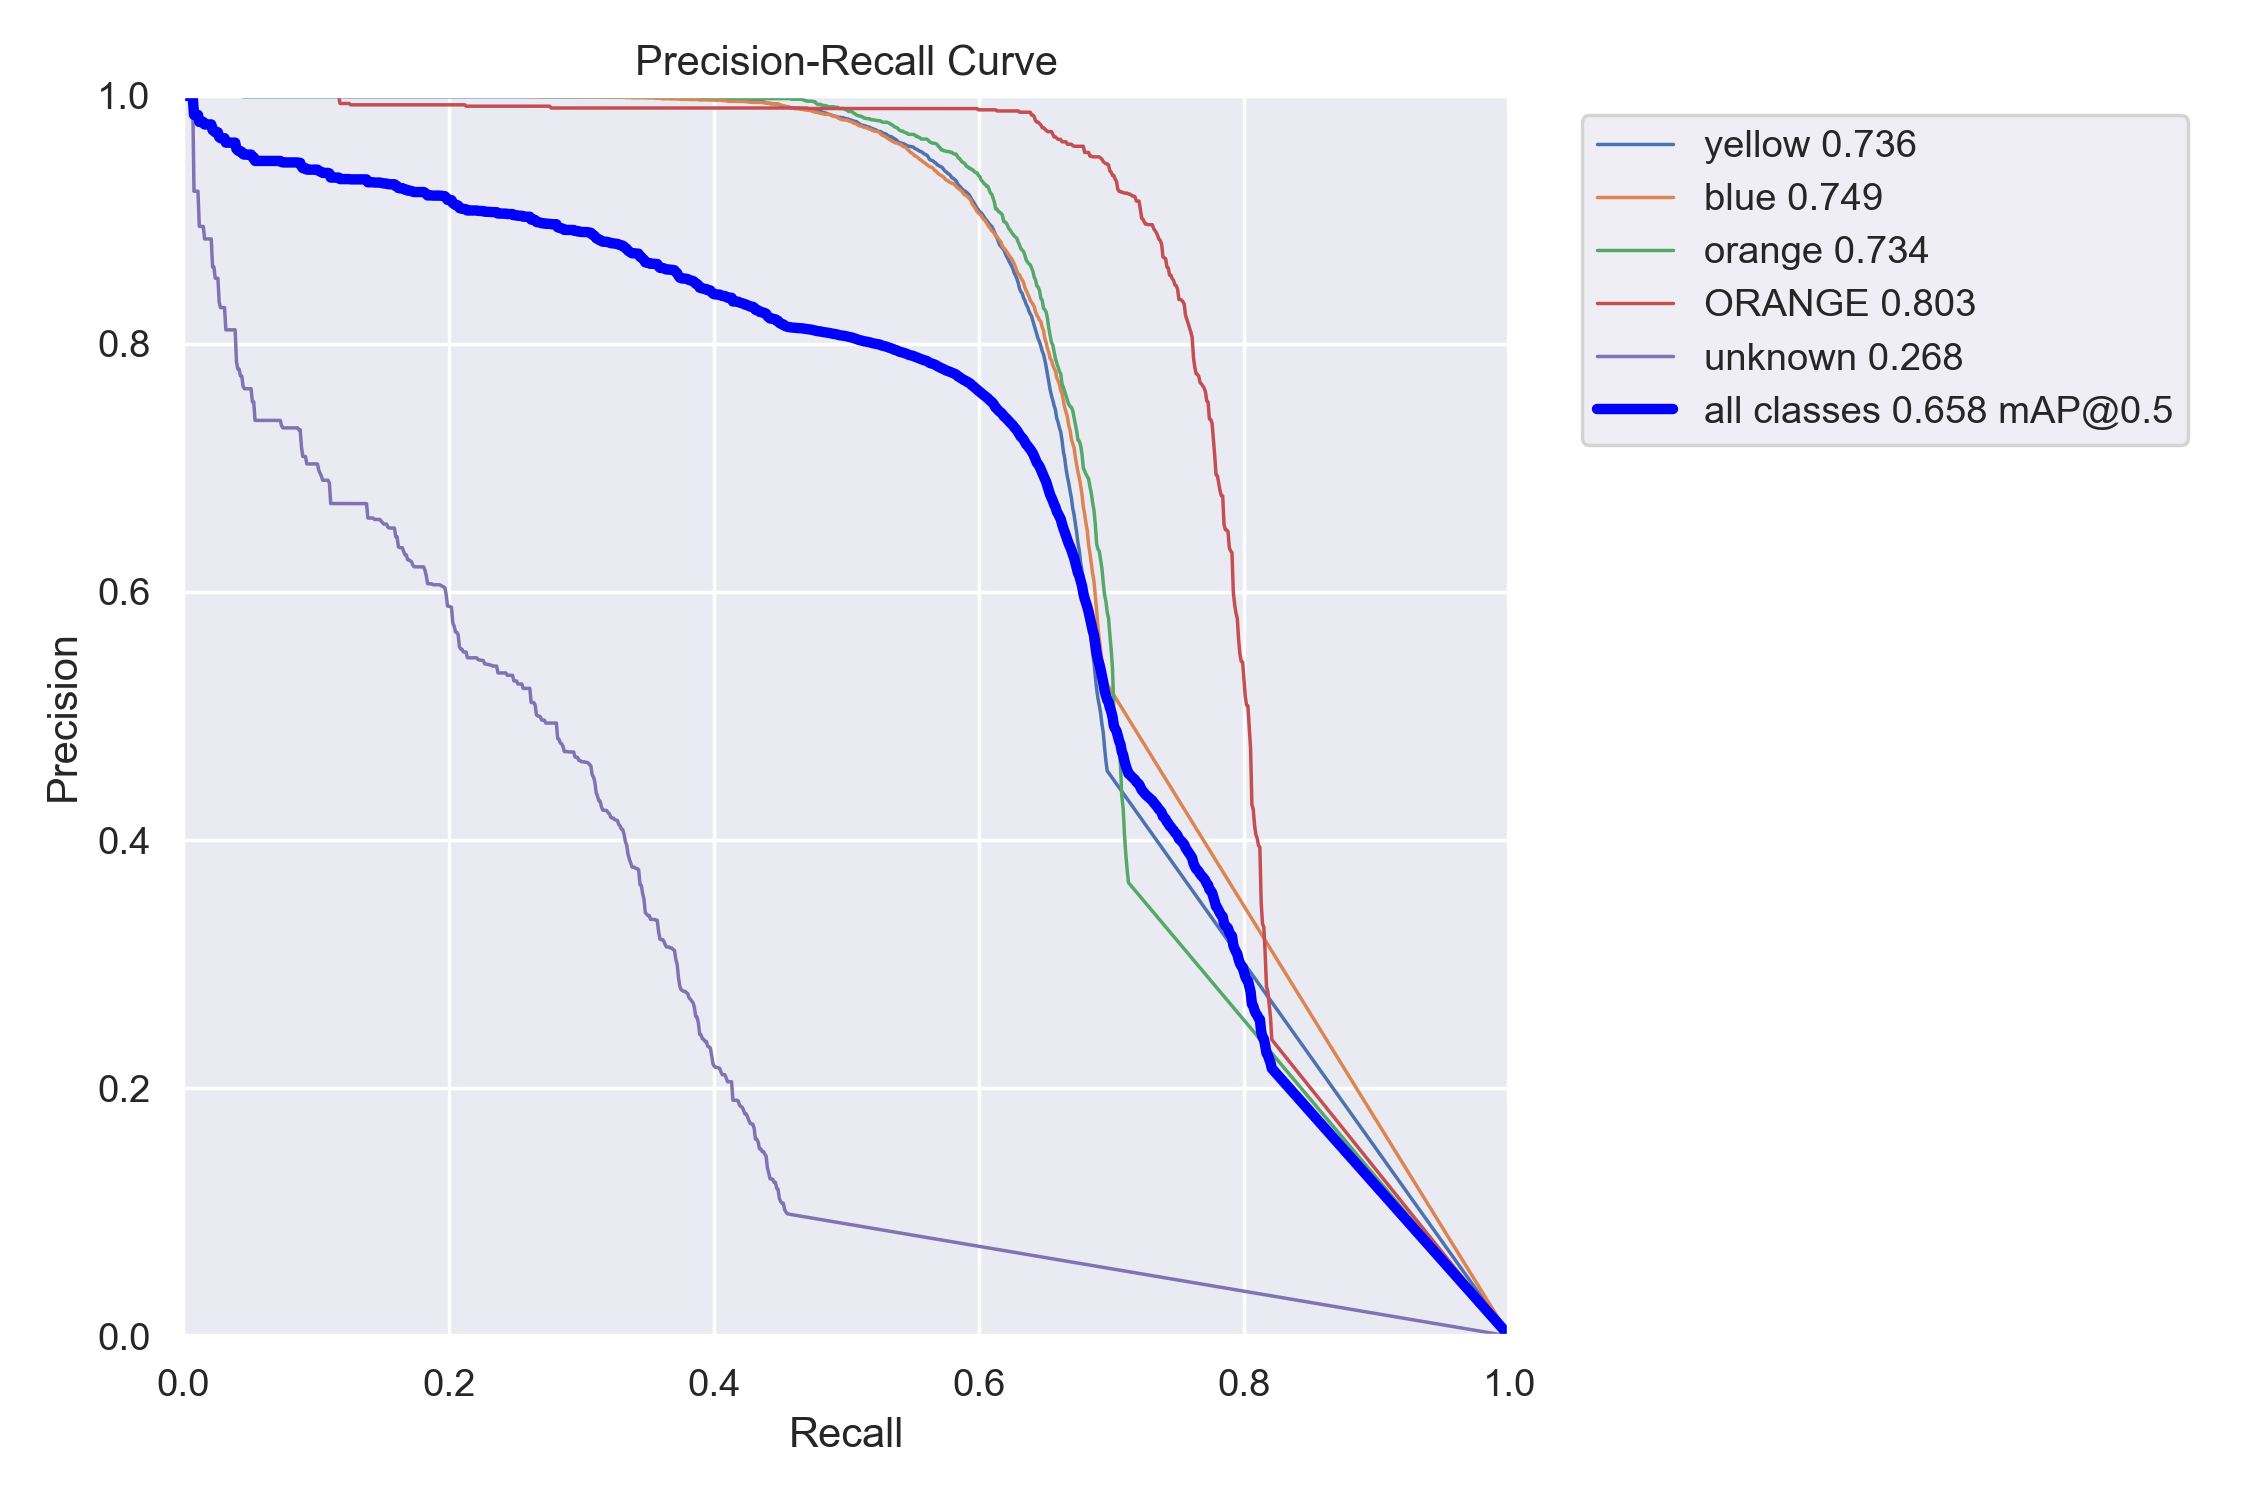 Precision-Recall Curve
1.0
0.8
0.6
0.4
0.2
0.0
Precision
0.0 0.2 0.4 0.6 0.8 1.0
Recall
yellow 0.736
blue 0.749
orange 0.734
ORANGE 0.803
unknown 0.268
all classes 0.658 mAP@0.5